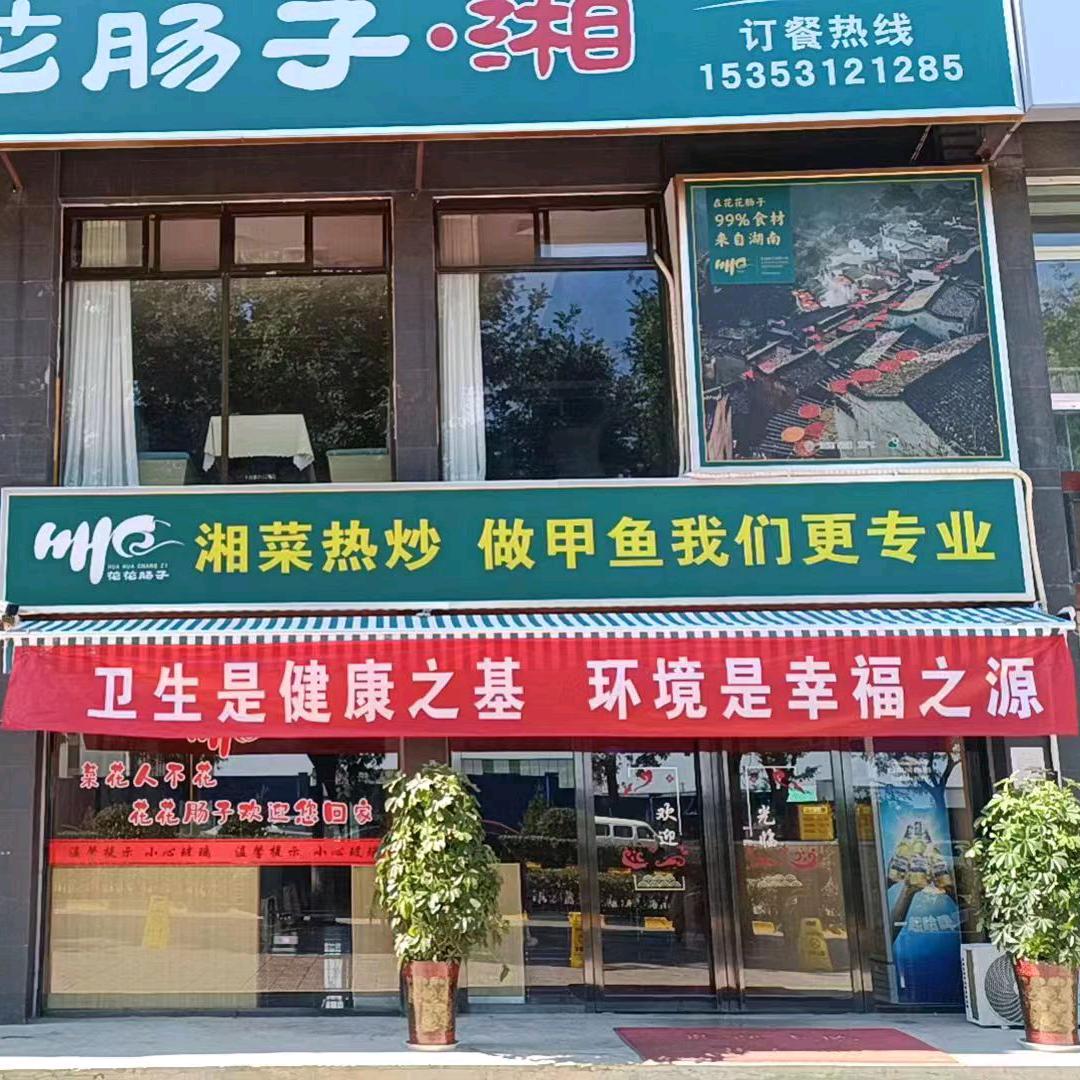 花肠子·湘
订餐热线
15353121285
在花花肠子
99%食材
来自湖南
湘菜热炒 做甲鱼我们更专业
HUA HUA CHANG ZI
花花肠子
卫生是健康之基 环境是幸福之源
菜花人不花
花花肠子欢迎您回家
温馨提示 小心玻璃 温馨提示 小心玻璃
欢迎
光临